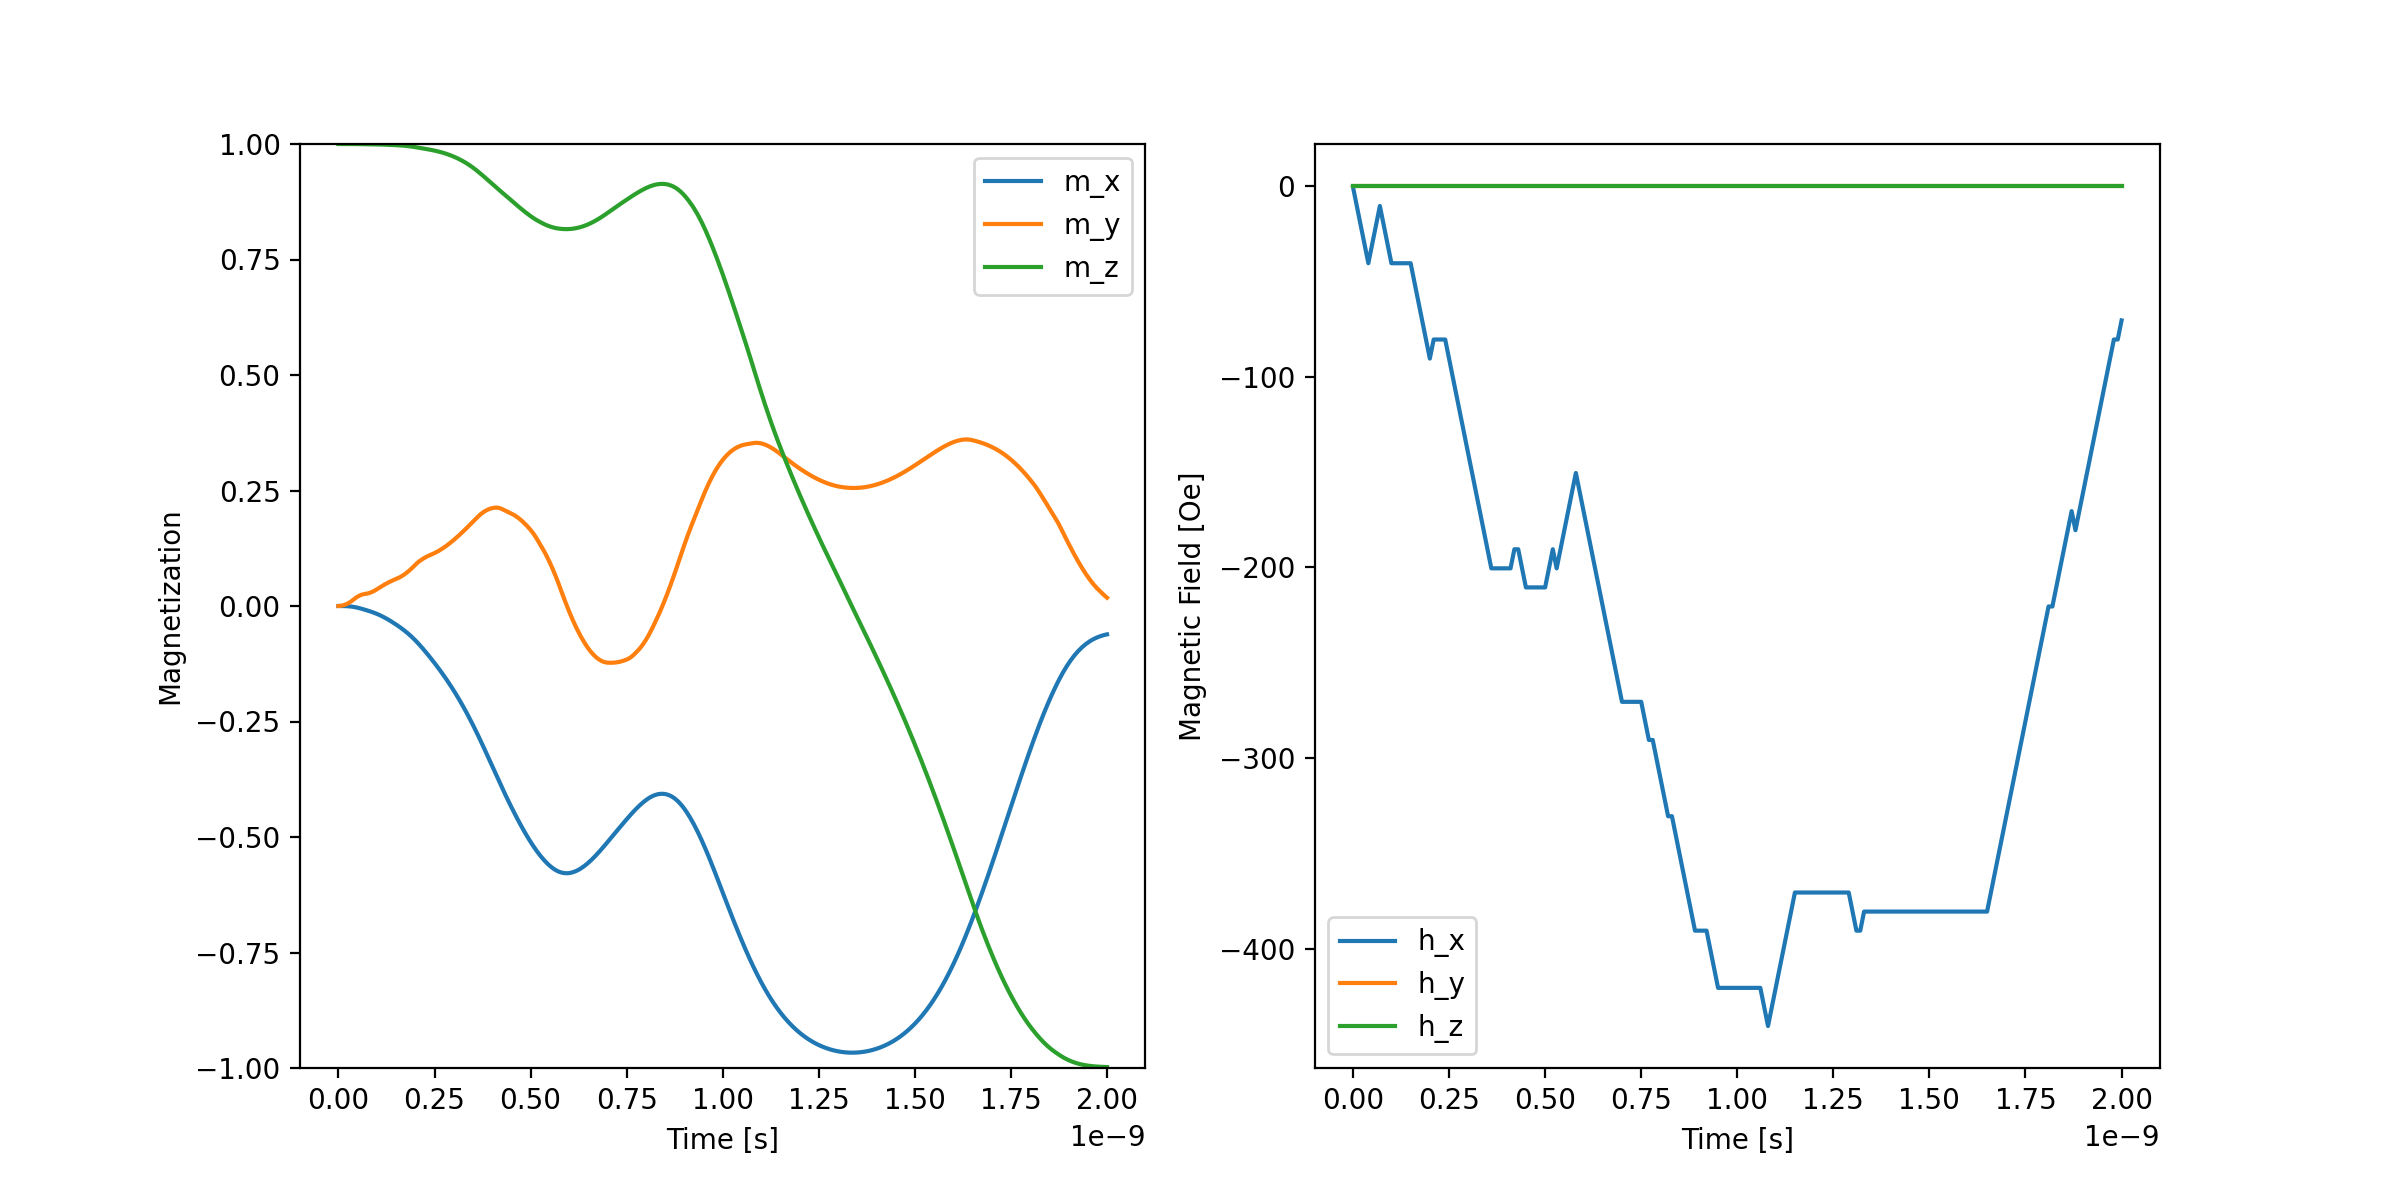 1.00
0.75
0.50
0.25
0.00
−0.25
−0.50
−0.75
−1.00
Magnetization
m_x
m_y
m_z
0.00 0.25 0.50 0.75 1.00 1.25 1.50 1.75 2.00
Time [s]
1e−9
0
−100
−200
−300
−400
Magnetic Field [Oe]
h_x
h_y
h_z
0.00 0.25 0.50 0.75 1.00 1.25 1.50 1.75 2.00
Time [s]
1e−9